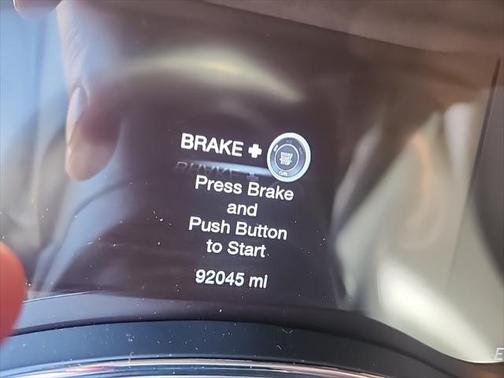 BRAKE +
Press Brake
and
Push Button
to Start
92045 mi
E